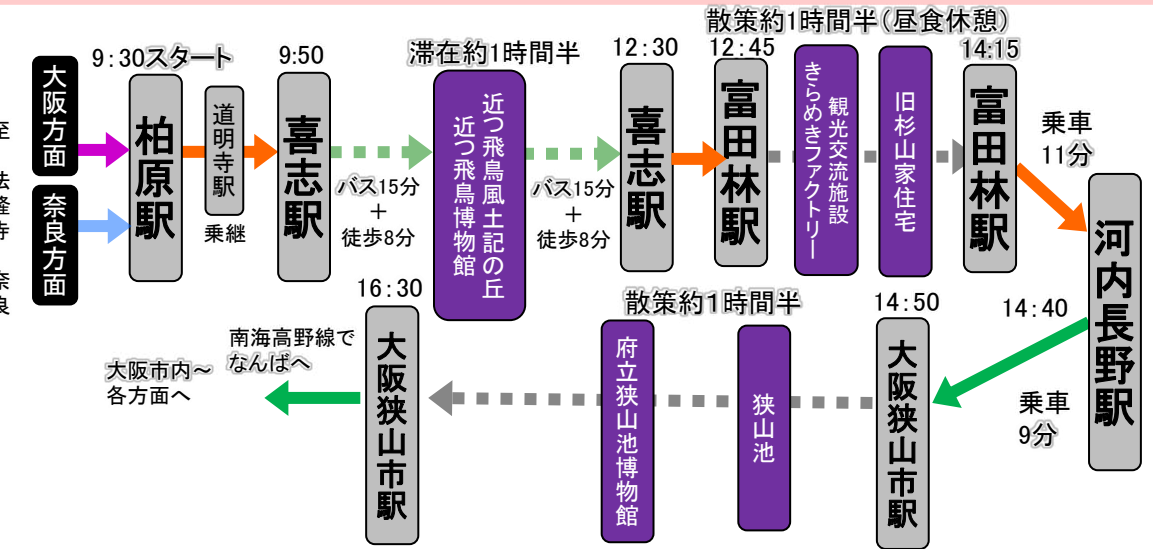 至 法隆寺 奈良
大阪方面
奈良方面
9:30スタート
柏原駅
道明寺駅
乗継
9:50
喜志駅
バス15分
+
徒歩8分
滞在約1時間半
近つ飛鳥風土記の丘
近つ飛鳥博物館
バス15分
+
徒歩8分
12:30
喜志駅
12:45
富田林駅
散策約1時間半(昼食休憩)
観光交流施設
きらめきファクトリー
旧杉山家住宅
14:15
富田林駅
乗車
11分
河内長野駅
14:40
乗車
9分
14:50
大阪狭山市駅
散策約1時間半
狭山池
府立狭山池博物館
16:30
大阪狭山市駅
南海高野線で
なんばへ
大阪市内~
各方面へ